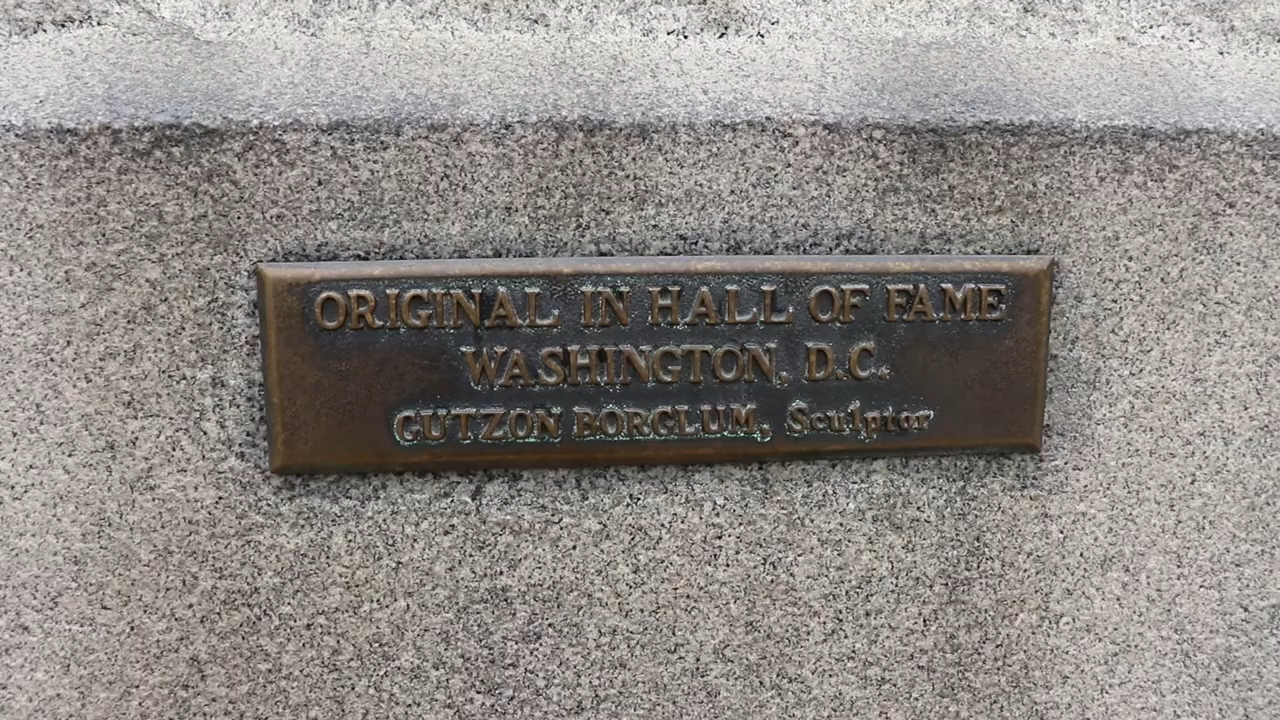 ORIGINAL IN HALL OF FAME
WASHINGTON, D.C.
GUTZON BORGLUM, Sculptor